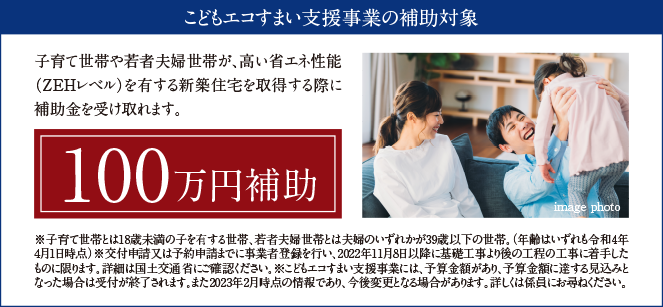 こどもエコすまい支援事業の補助対象
子育て世帯や若者夫婦世帯が、高い省エネ性能
（ZEHレベル）を有する新築住宅を取得する際に
補助金を受け取れます。
100万円補助
image photo
※子育て世帯とは18歳未満の子を有する世帯、若者夫婦世帯とは夫婦のいずれかが39歳以下の世帯。（年齢はいずれも令和4年
4月1日時点）※交付申請又は予約申請までに事業者登録を行い、2022年11月8日以降に基礎工事より後の工程の工事に着手した
ものに限ります。詳細は国土交通省にご確認ください。※こどもエコすまい支援事業には、予算金額があり、予算金額に達する見込みと
なった場合は受付が終了されます。また2023年2月時点の情報であり、今後変更となる場合があります。詳しくは係員にお尋ねください。